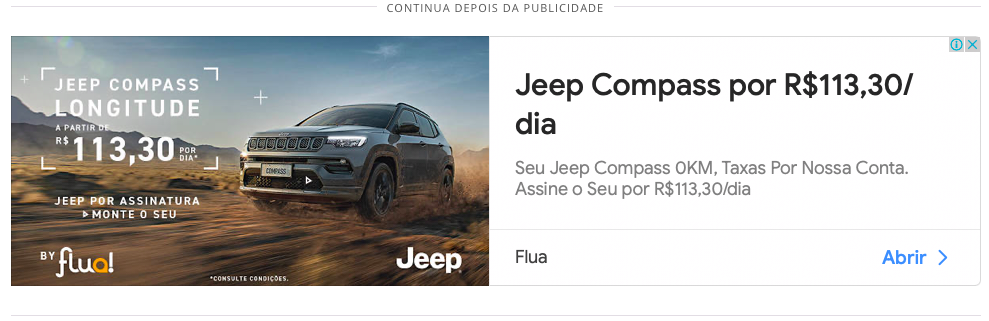 CONTINUA DEPOIS DA PUBLICIDADE
JEEP COMPASS
LONGITUDE
A PARTIR DE
R$ 113,30 POR DIA*
JEEP POR ASSINATURA
MONTE O SEU
BY flua!
COMPASS
*CONSULTE CONDIÇÕES.
Jeep
Jeep Compass por R$113,30/
dia
Seu Jeep Compass 0KM, Taxas Por Nossa Conta.
Assine o Seu por R$113,30/dia
Flua
Abrir